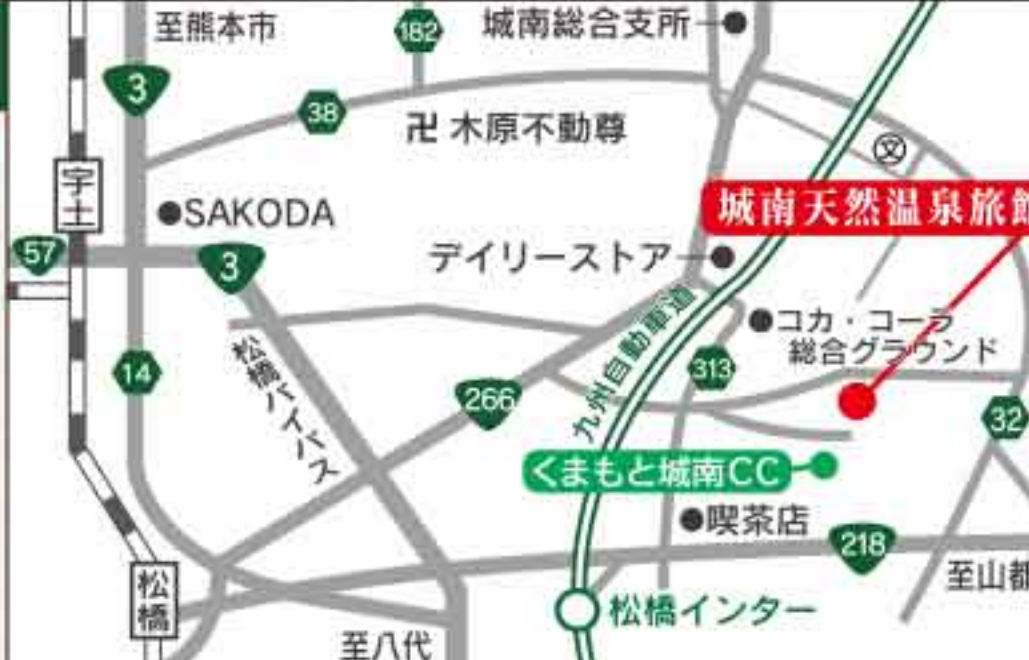 至熊本市
182
城南総合支所
3
38
卍 木原不動尊
文
宇土
SAKODA
城南天然温泉旅館
57
3
デイリーストア
九州自動車道
コカ・コーラ
総合グラウンド
松橋バイパス
14
313
266
32
くまもと城南CC
喫茶店
218
至山都
松橋
松橋インター
至八代